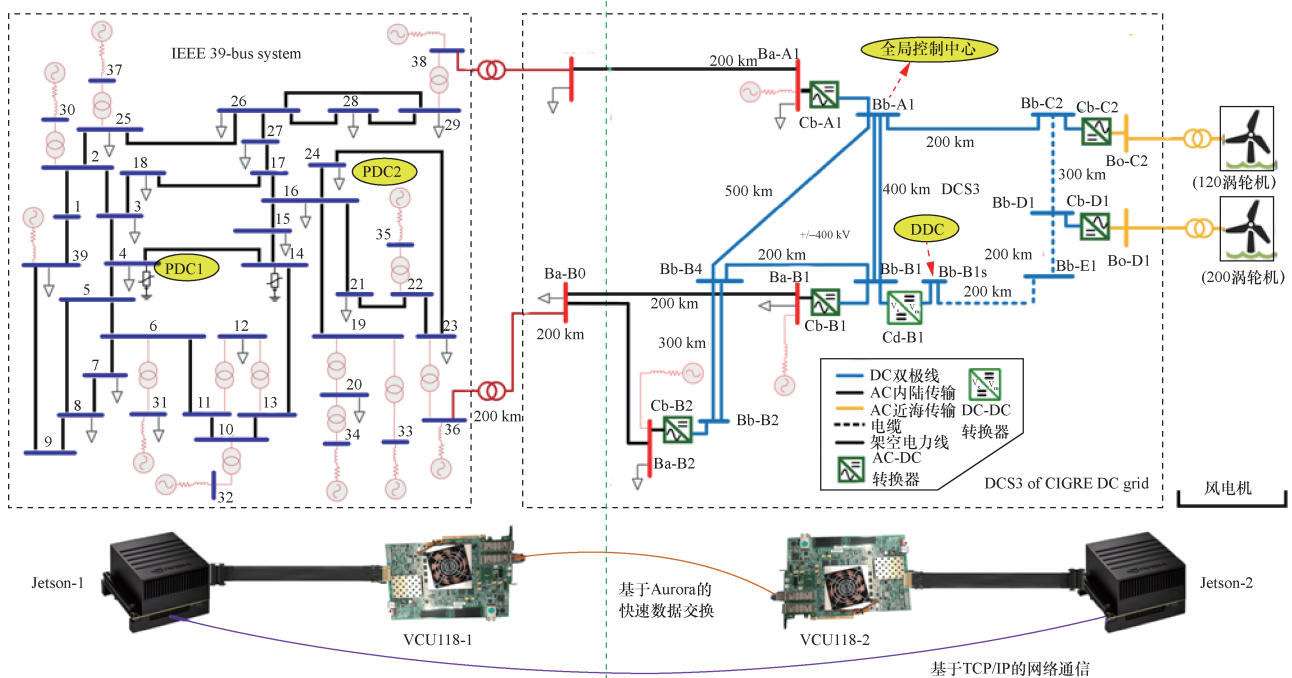 IEEE 39-bus system
37
30
25
2
18
1
3
39
4
PDC1
5
6
12
7
8
31
11
13
9
10
32
26
28
38
29
27
17
24
PDC2
16
15
35
14
21
22
19
23
20
34
33
36
200 km
Ba-A1
200 km
Cb-A1
全局控制中心
Bb-A1
Bb-C2
Cb-C2
200 km
Bo-C2
(120涡轮机)
300 km
500 km
400 km
DCS3
Bb-D1
Cb-D1
Bo-D1
(200涡轮机)
+/−400 kV
DDC
200 km
200 km
Bb-E1
Ba-B0
200 km
Bb-B4
200 km
Ba-B1
Bb-B1
Bb-B1s
200 km
Cb-B1
Cd-B1
300 km
Cb-B2
Bb-B2
Ba-B2
DC双极线
AC内陆传输
AC近海传输
电缆
架空电力线
AC-DC
转换器
DC-DC
转换器
DCS3 of CIGRE DC grid
风电机
Jetson-1
VCU118-1
基于Aurora的
快速数据交换
VCU118-2
Jetson-2
基于TCP/IP的网络通信